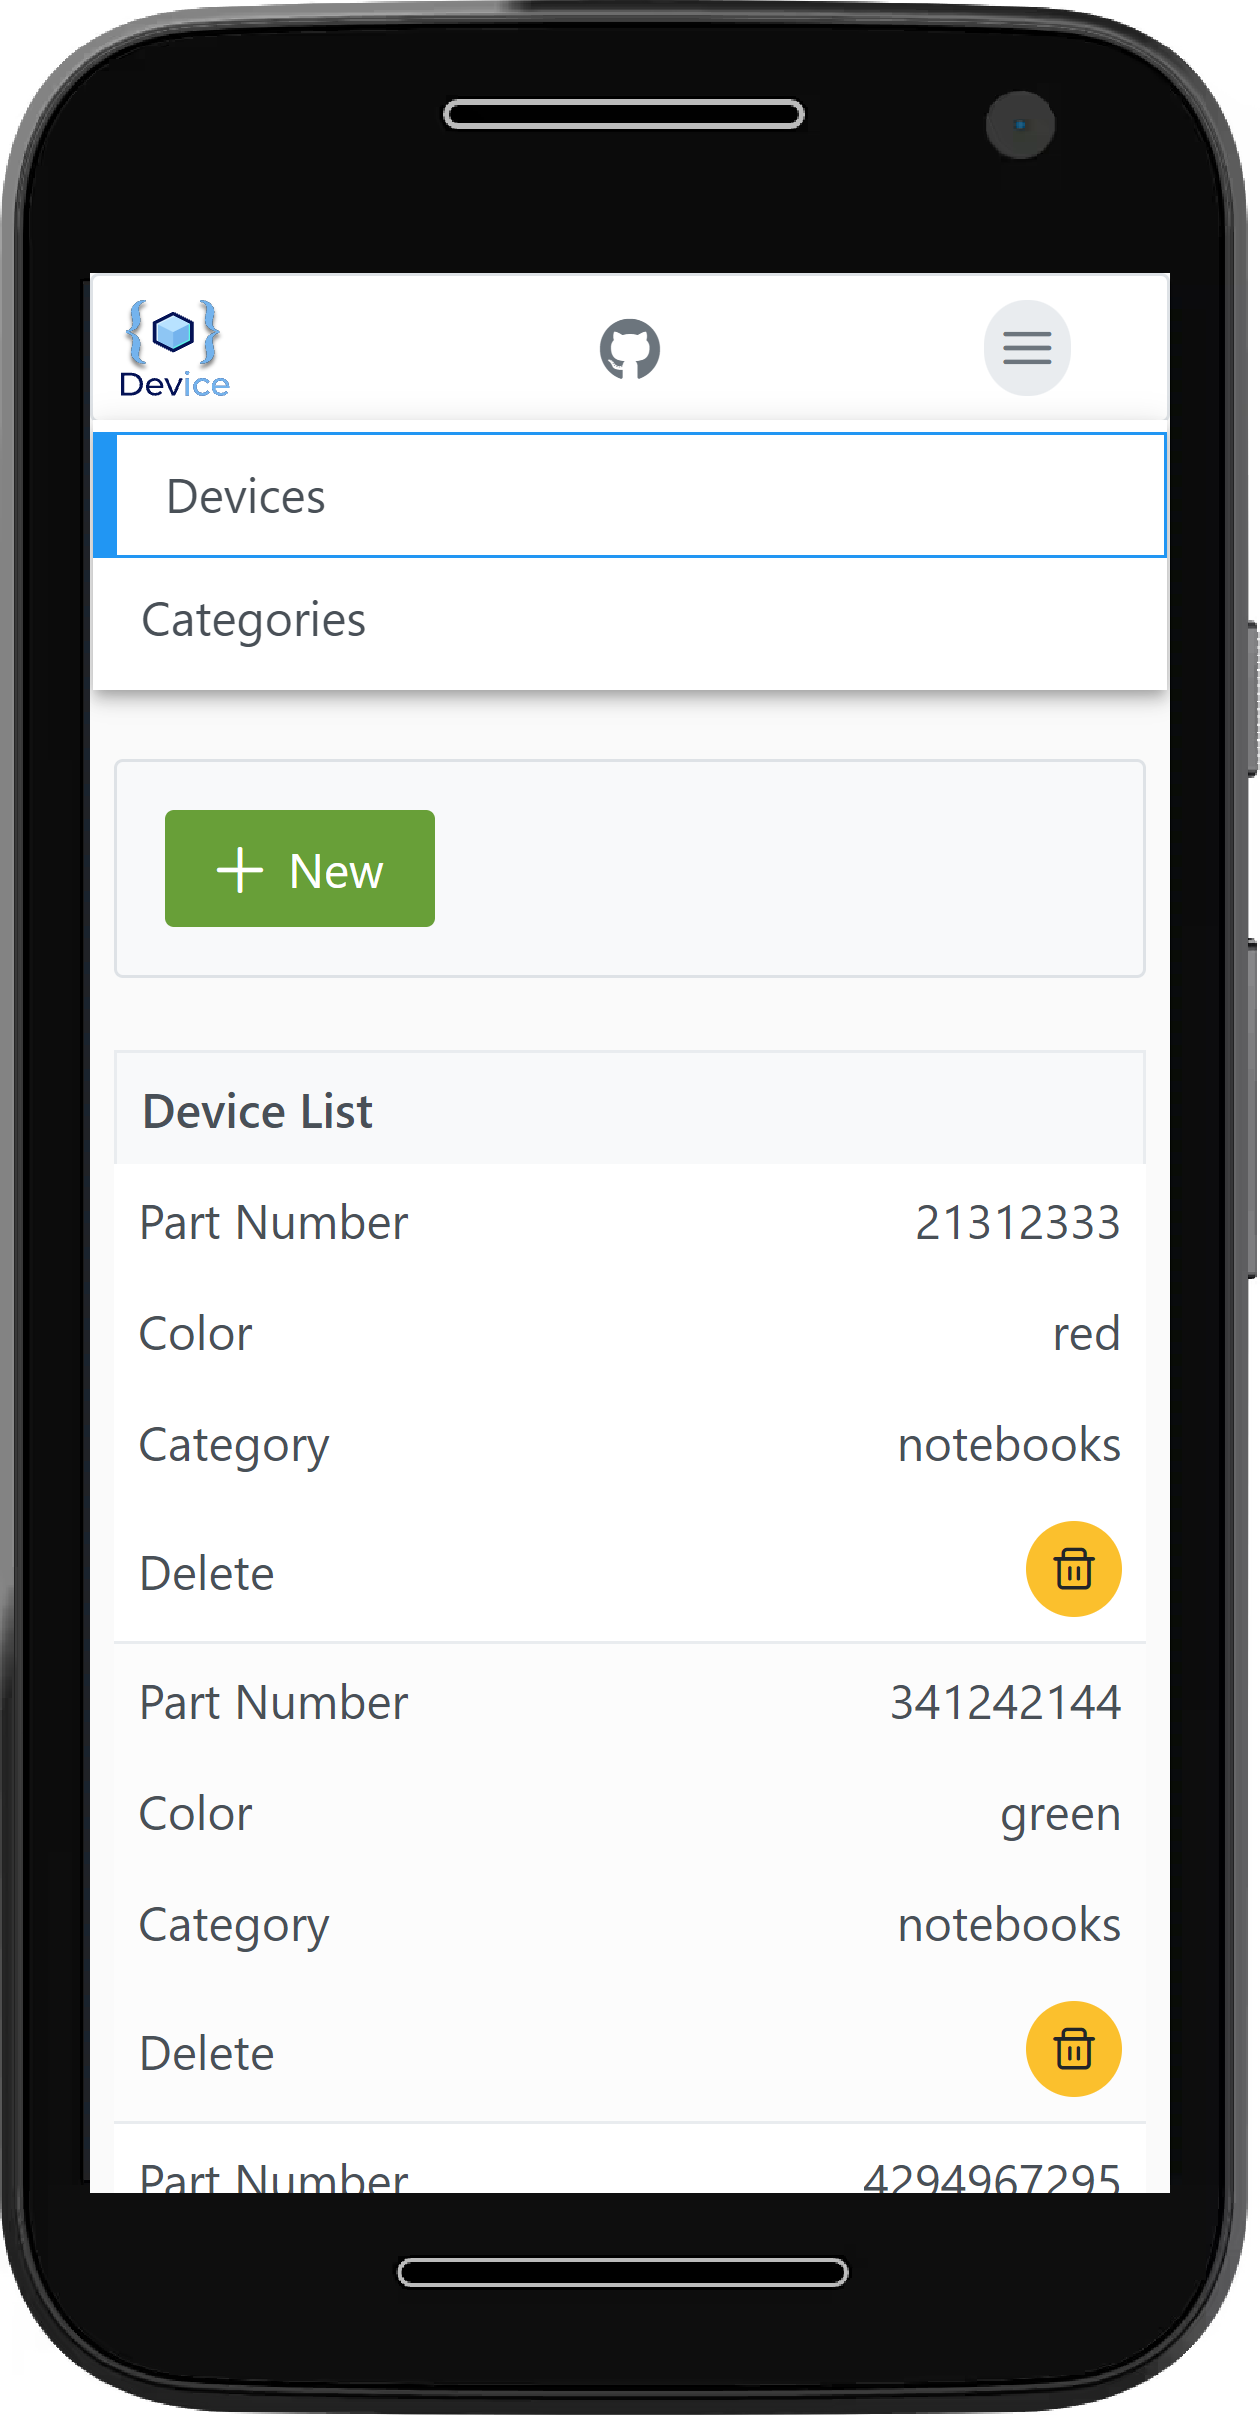 Device
Devices
Categories
New
Device List
Part Number 21312333
Color red
Category notebooks
Delete
Part Number 341242144
Color green
Category notebooks
Delete
Part Number 4294967295